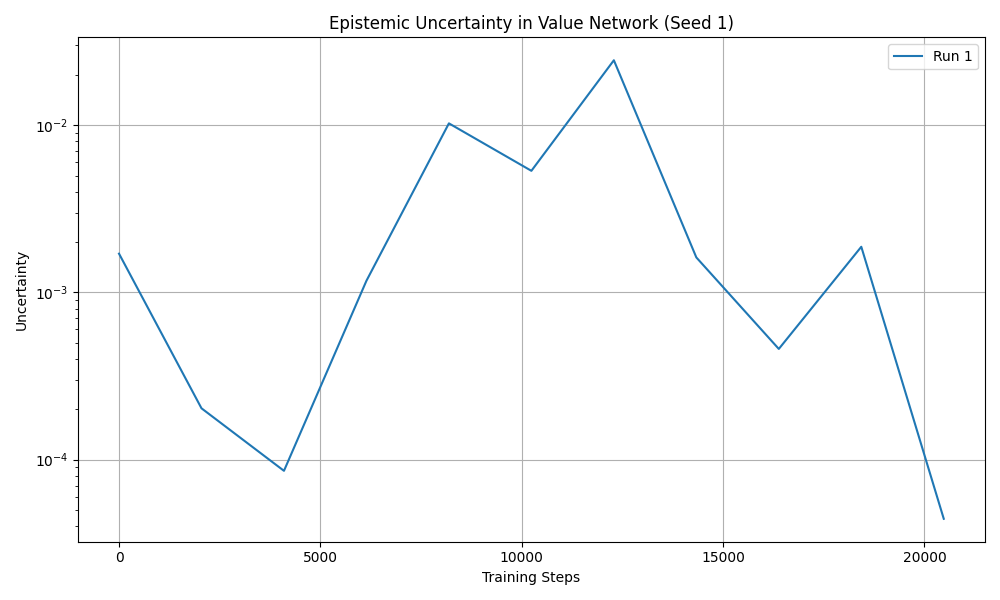 Epistemic Uncertainty in Value Network (Seed 1)
Run 1
Uncertainty
10⁻²
10⁻³
10⁻⁴
0 5000 10000 15000 20000
Training Steps